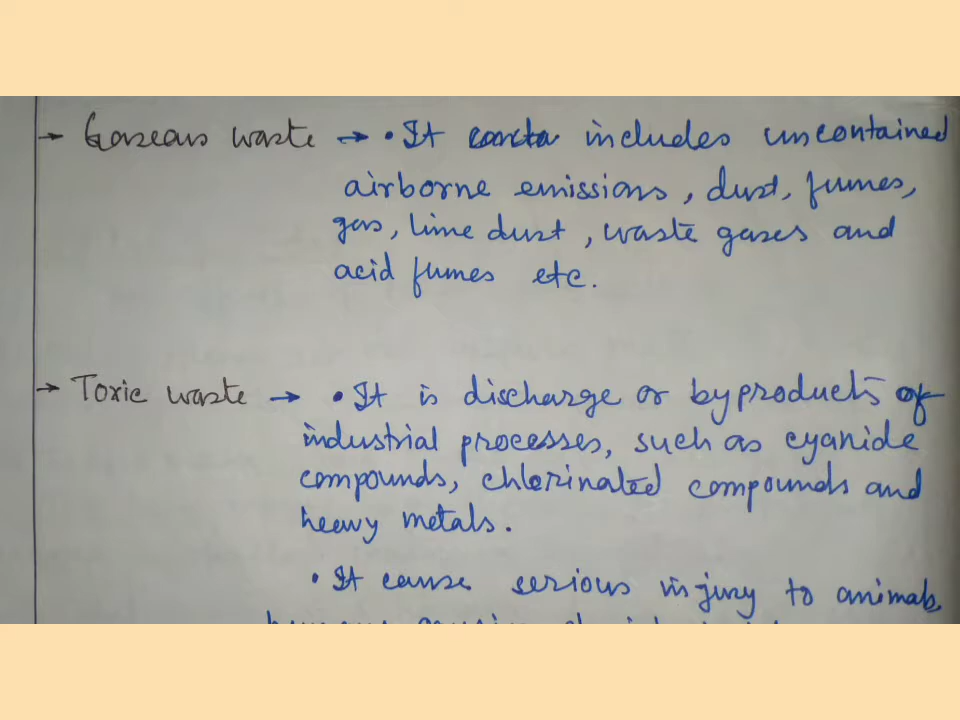 → Gaseous waste → • It includes uncontained
airborne emissions, dust, fumes,
gas, lime dust, waste gases and
acid fumes etc.
→ Toxic waste → • It is discharge or byproducts of
industrial processes, such as cyanide
compounds, chlorinated compounds and
heavy metals.
• It cause serious injury to animals,